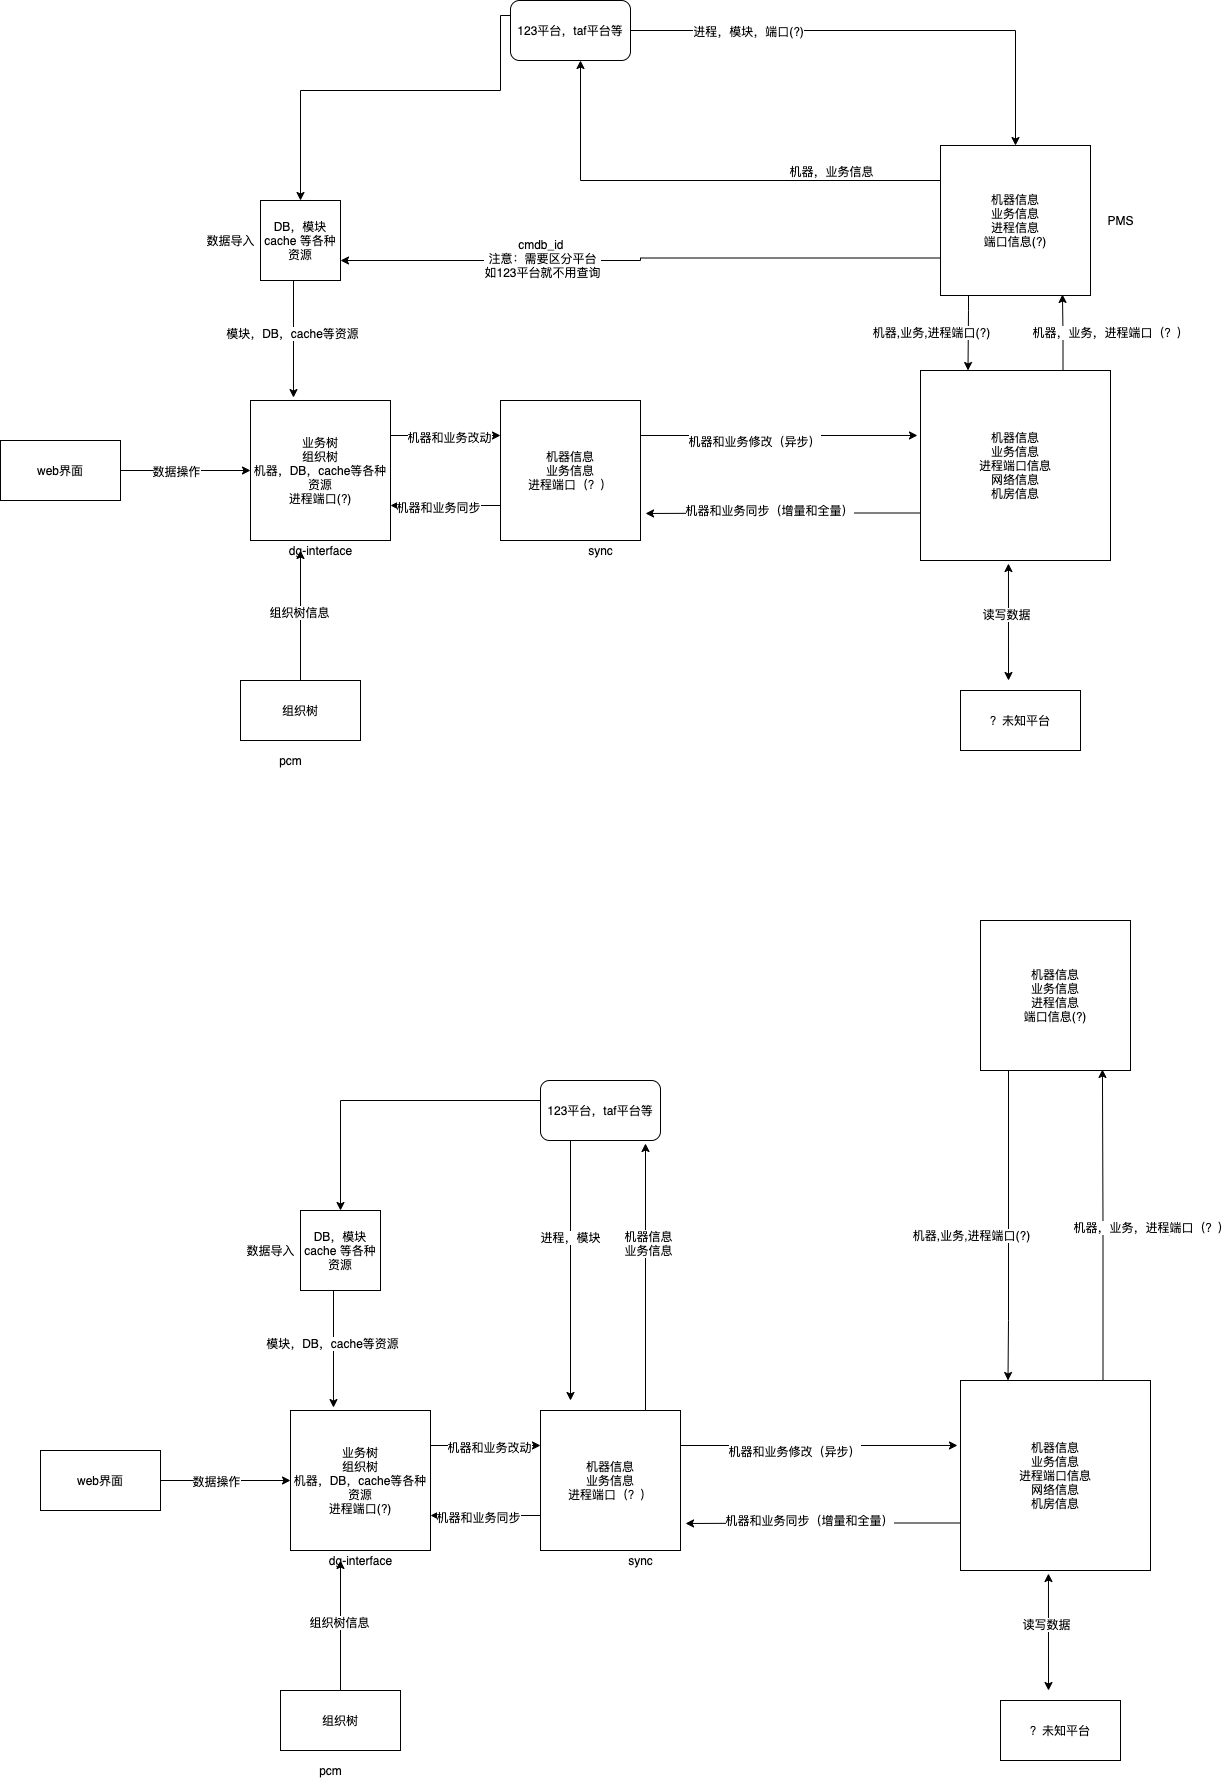 123平台，taf平台等
进程，模块，端口(?)
机器，业务信息
机器信息
业务信息
进程信息
端口信息(?)
PMS
数据导入
DB，模块
cache 等各种
资源
cmdb_id
注意：需要区分平台
如123平台就不用查询
模块，DB，cache等资源
机器,业务,进程端口(?)
机器，业务，进程端口（？）
web界面
数据操作
业务树
组织树
机器，DB，cache等各种
资源
进程端口(?)
dq-interface
机器和业务改动
机器和业务同步
机器信息
业务信息
进程端口（？）
sync
机器和业务修改（异步）
机器和业务同步（增量和全量）
机器信息
业务信息
进程端口信息
网络信息
机房信息
组织树信息
读写数据
组织树
pcm
？未知平台
机器信息
业务信息
进程信息
端口信息(?)
123平台，taf平台等
数据导入
DB，模块
cache 等各种
资源
进程，模块
机器信息
业务信息
机器,业务,进程端口(?)
机器，业务，进程端口（？）
模块，DB，cache等资源
web界面
数据操作
业务树
组织树
机器，DB，cache等各种
资源
进程端口(?)
dq-interface
机器和业务改动
机器和业务同步
机器信息
业务信息
进程端口（？）
sync
机器和业务修改（异步）
机器和业务同步（增量和全量）
机器信息
业务信息
进程端口信息
网络信息
机房信息
组织树信息
读写数据
组织树
pcm
？未知平台